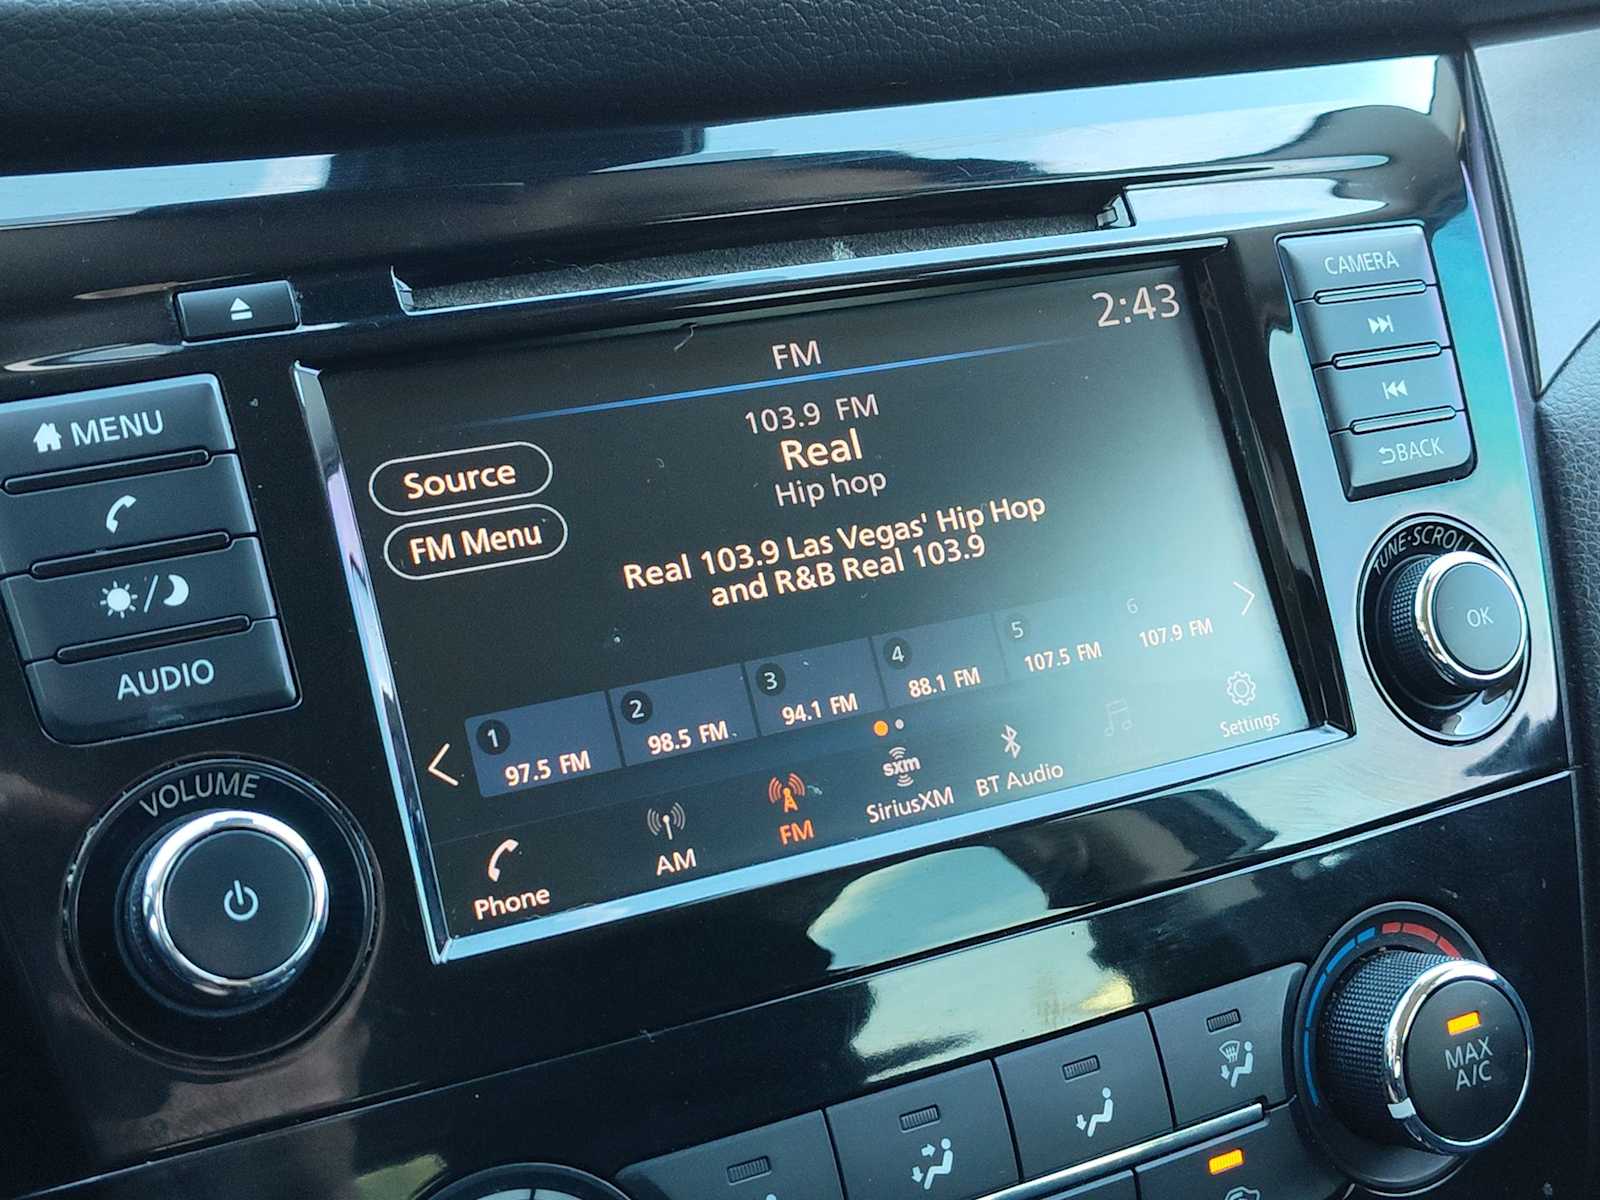 2:43
FM
CAMERA
MENU
103.9 FM
Real
Hip hop
Source
FM Menu
Real 103.9 Las Vegas' Hip Hop
and R&B Real 103.9
BACK
TUNE·SCROLL
OK
AUDIO
1 2 3 4 5 6
97.5 FM 98.5 FM 94.1 FM 88.1 FM 107.5 FM 107.9 FM
VOLUME
Phone
AM
FM
sxm
SiriusXM
BT Audio
Settings
MAX
A/C